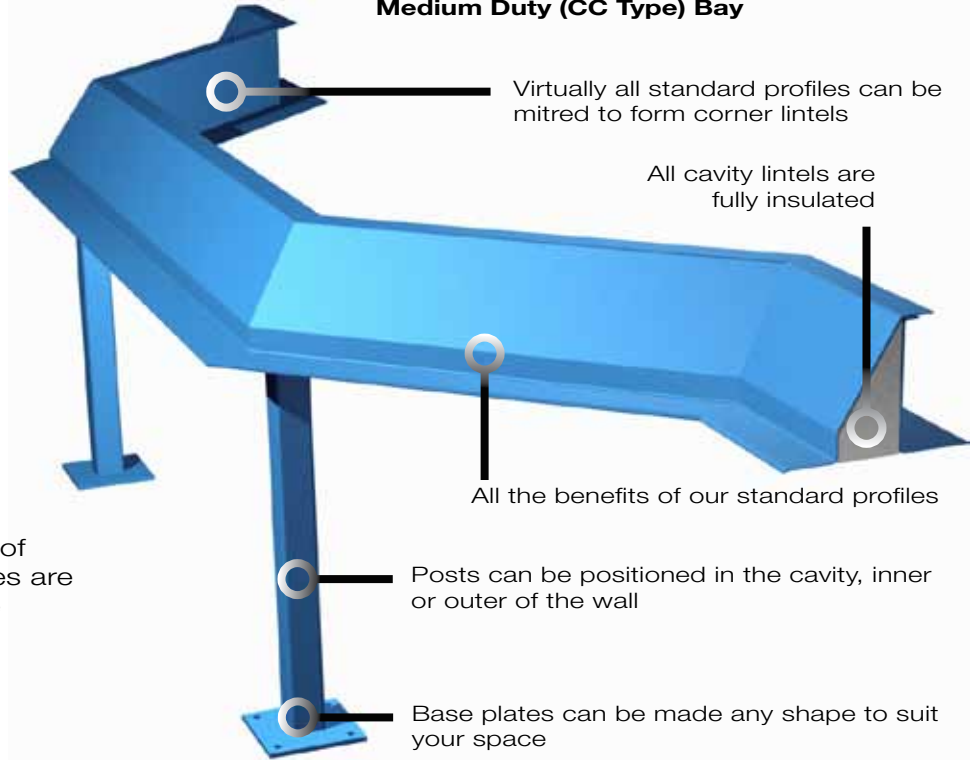 Medium Duty (CC Type) Bay
Virtually all standard profiles can be
mitred to form corner lintels
All cavity lintels are
fully insulated
All the benefits of our standard profiles
of
es are
Posts can be positioned in the cavity, inner
or outer of the wall
Base plates can be made any shape to suit
your space